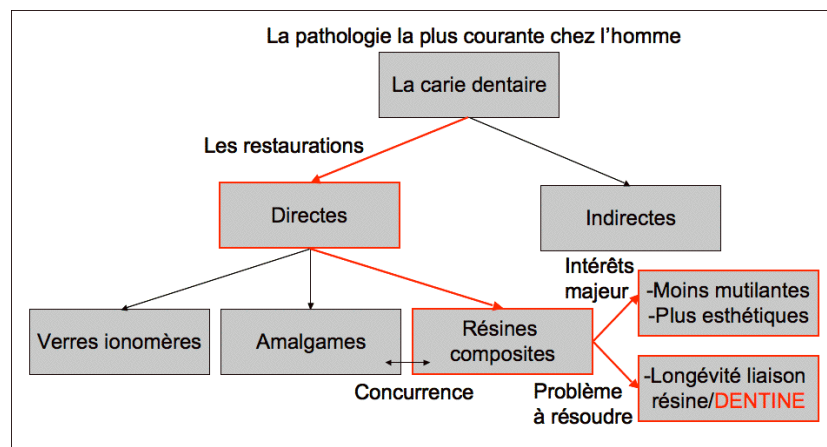 La pathologie la plus courante chez l’homme
La carie dentaire
Les restaurations
Directes
Indirectes
Intérêts
majeur
-Moins mutilantes
-Plus esthétiques
Verres ionomères
Amalgames
Résines
composites
Concurrence
Problème
à résoudre
-Longévité liaison
résine/DENTINE